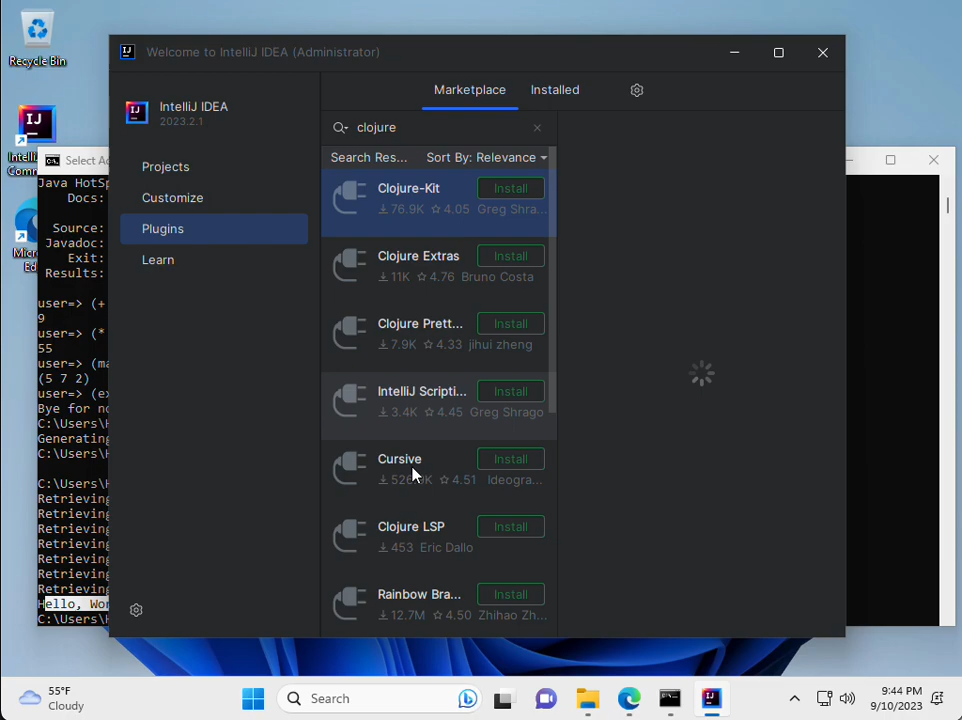 Recycle Bin
Welcome to IntelliJ IDEA (Administrator)
IntelliJ IDEA
2023.2.1
Projects
Customize
Plugins
Learn
Marketplace
Installed
clojure
Search Res...
Sort By: Relevance
Clojure-Kit
Install
76.9K 4.05 Greg Shra...
Clojure Extras
Install
11K 4.76 Bruno Costa
Clojure Prett...
Install
7.9K 4.33 jihui zheng
IntelliJ Scripti...
Install
3.4K 4.45 Greg Shrago
Cursive
Install
4.51 Ideogra...
Clojure LSP
Install
453 Eric Dallo
Rainbow Bra...
Install
12.7M 4.50 Zhihao Zh...
Select
Java HotSp
Docs:
Source:
Javadoc:
Exit:
Results:
user=> (+
9
user=> (*
55
user=> (ma
(5 7 2)
user=> (ex
Bye for no
C:\Users\H
Generating
C:\Users\H
C:\Users\H
Retrieving
Retrieving
Retrieving
Retrieving
Retrieving
Retrieving
Retrieving
Hello, Wor
C:\Users\H
55°F
Cloudy
Search
9:44 PM
9/10/2023